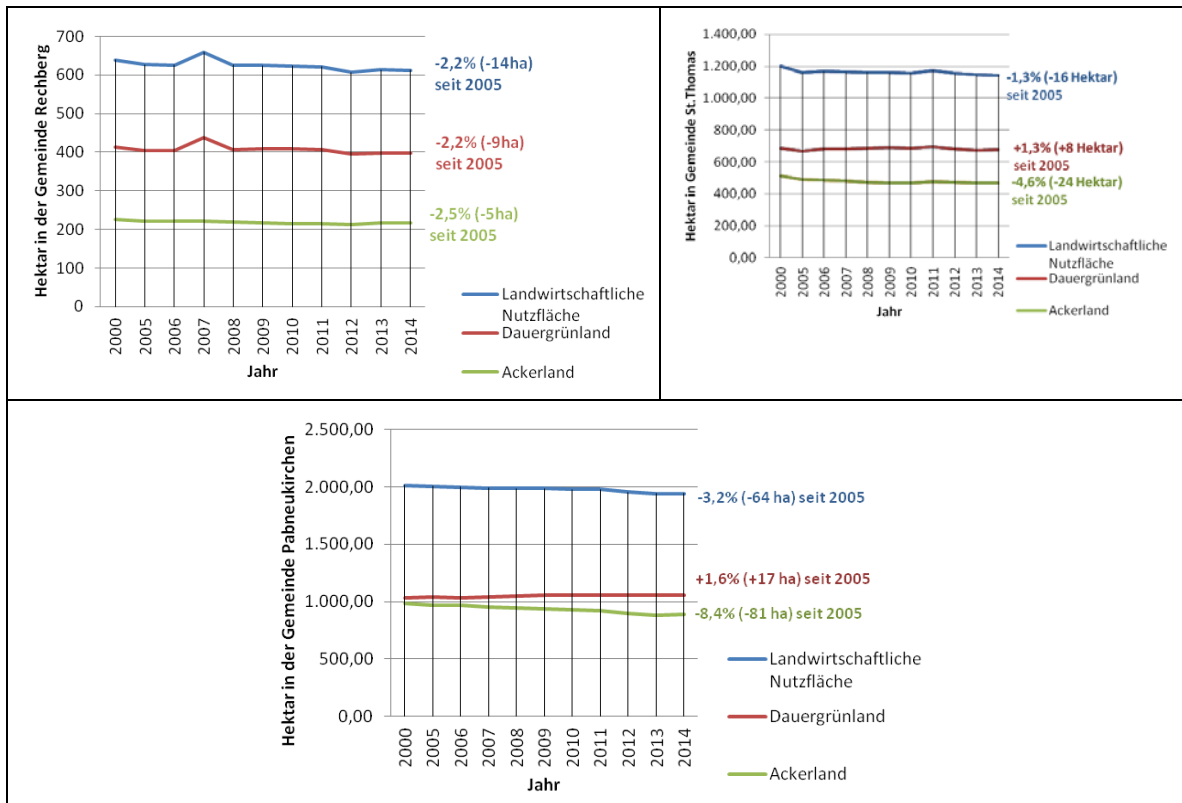 Hektar in der Gemeinde Rechberg
700
600
500
400
300
200
100
0
2000
2005
2006
2007
2008
2009
2010
2011
2012
2013
2014
Jahr
-2,2% (-14ha)
seit 2005
-2,2% (-9ha)
seit 2005
-2,5% (-5ha)
seit 2005
Landwirtschaftliche
Nutzfläche
Dauergrünland
Ackerland
Hektar in Gemeinde St.Thomas
1.400,00
1.200,00
1.000,00
800,00
600,00
400,00
200,00
0,00
2000
2005
2006
2007
2008
2009
2010
2011
2012
2013
2014
Jahr
-1,3% (-16 Hektar)
seit 2005
+1,3% (+8 Hektar)
seit 2005
-4,6% (-24 Hektar)
seit 2005
Landwirtschaftliche
Nutzfläche
Dauergrünland
Ackerland
Hektar in der Gemeinde Pabneukirchen
2.500,00
2.000,00
1.500,00
1.000,00
500,00
0,00
2000
2005
2006
2007
2008
2009
2010
2011
2012
2013
2014
Jahr
-3,2% (-64 ha) seit 2005
+1,6% (+17 ha) seit 2005
-8,4% (-81 ha) seit 2005
Landwirtschaftliche
Nutzfläche
Dauergrünland
Ackerland